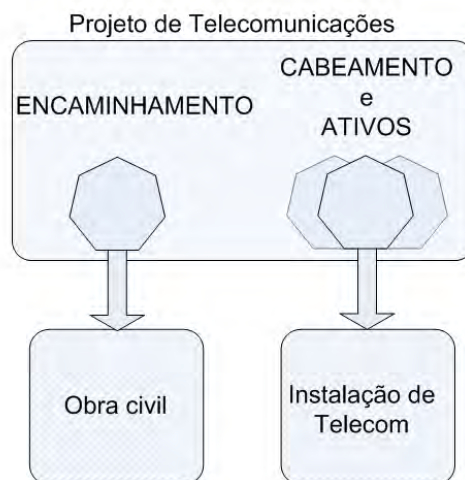 Projeto de Telecomunicações
ENCAMINHAMENTO
CABEAMENTO
e
ATIVOS
Obra civil
Instalação de
Telecom